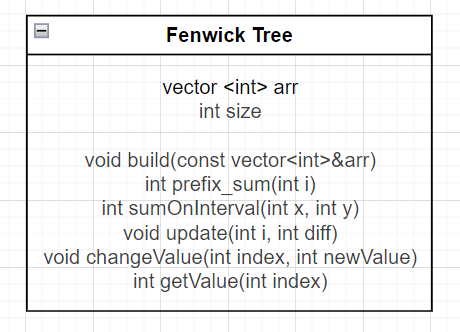 Fenwick Tree
vector <int> arr
int size
void build(const vector<int>&arr)
int prefix_sum(int i)
int sumOnInterval(int x, int y)
void update(int i, int diff)
void changeValue(int index, int newValue)
int getValue(int index)